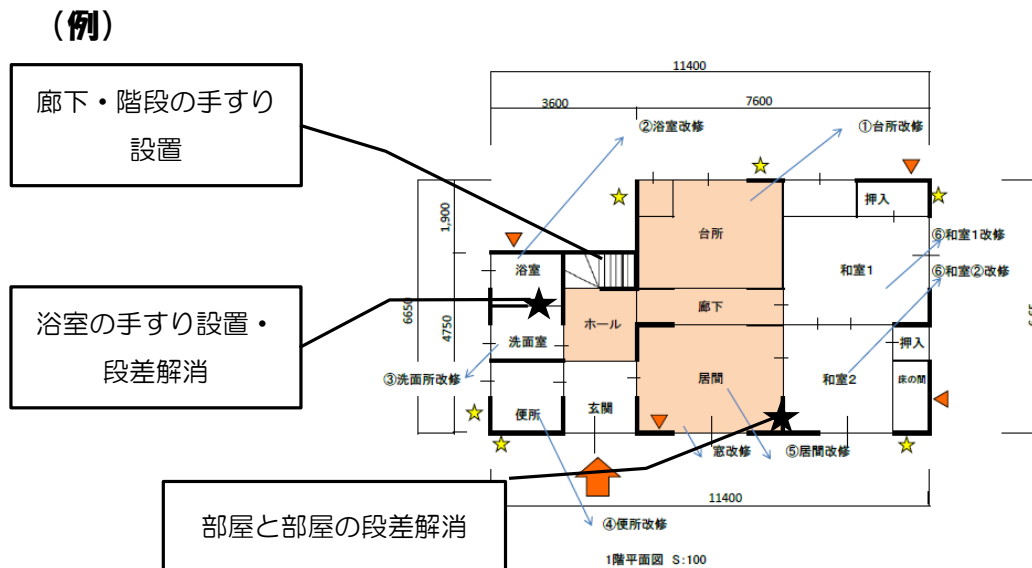 (例)
廊下・階段の手すり
設置
浴室の手すり設置・
段差解消
部屋と部屋の段差解消
11400
3600
7600
②浴室改修
①台所改修
1,900
押入
台所
⑥和室1改修
浴室
和室1
⑥和室②改修
6650
4750
廊下
ホール
洗面室
押入
③洗面所改修
居間
和室2
床の間
便所
玄関
窓改修
⑤居間改修
11400
④便所改修
1階平面図 S:100